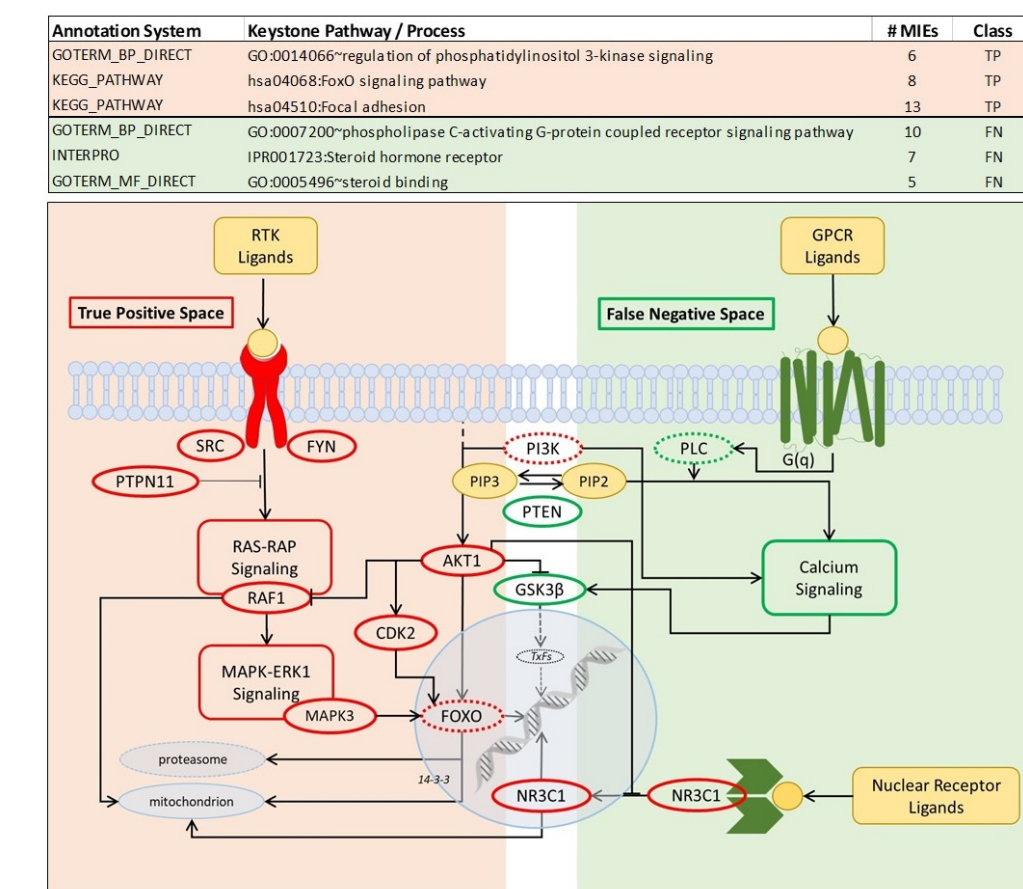 Annotation System Keystone Pathway / Process # MIEs Class
GOTERM_BP_DIRECT GO:0014066~regulation of phosphatidylinositol 3-kinase signaling 6 TP
KEGG_PATHWAY hsa04068:FoxO signaling pathway 8 TP
KEGG_PATHWAY hsa04510:Focal adhesion 13 TP
GOTERM_BP_DIRECT GO:0007200~phospholipase C-activating G-protein coupled receptor signaling pathway 10 FN
INTERPRO IPR001723:Steroid hormone receptor 7 FN
GOTERM_MF_DIRECT GO:0005496~steroid binding 5 FN
RTK
Ligands
GPCR
Ligands
True Positive Space
False Negative Space
SRC
FYN
PI3K
PLC
G(q)
PTPN11
PIP3
PIP2
PTEN
RAS-RAP
Signaling
AKT1
Calcium
Signaling
RAF1
GSK3β
CDK2
TxFs
MAPK-ERK1
Signaling
MAPK3
FOXO
proteasome
14-3-3
mitochondrion
NR3C1
NR3C1
Nuclear Receptor
Ligands